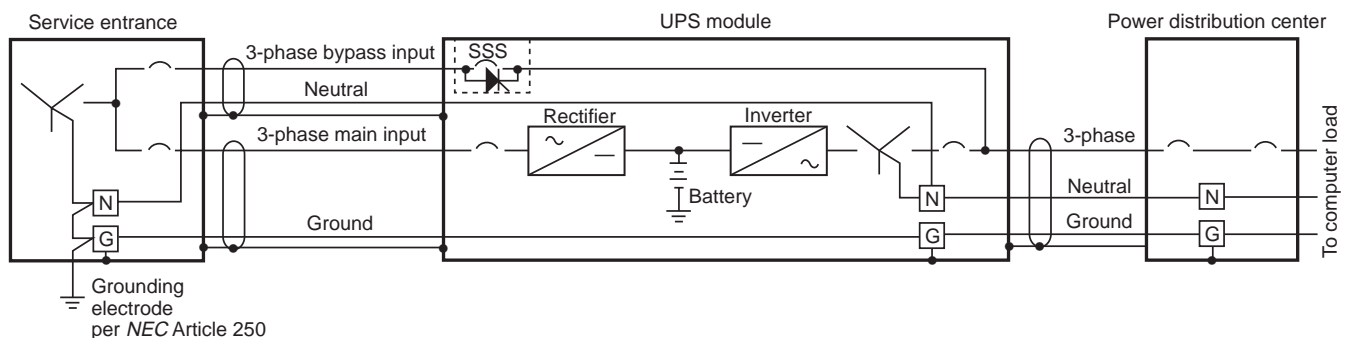 Service entrance
UPS module
Power distribution center
3-phase bypass input
SSS
Neutral
Rectifier
Inverter
3-phase main input
3-phase
Battery
Neutral
N
N
N
Ground
Ground
G
G
G
To computer load
Grounding
electrode
per NEC Article 250